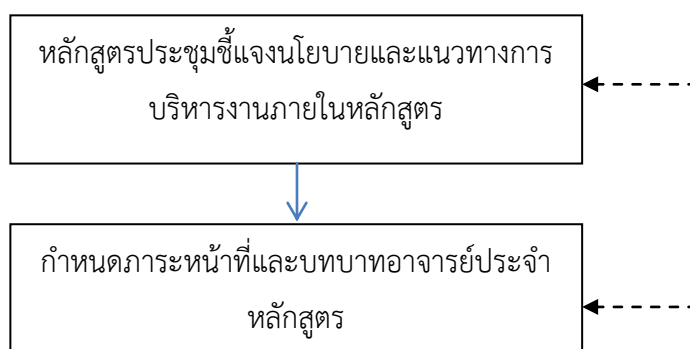 หลักสูตรประชุมชี้แจงนโยบายและแนวทางการ
บริหารงานภายในหลักสูตร
กำหนดภาระหน้าที่และบทบาทอาจารย์ประจำ
หลักสูตร